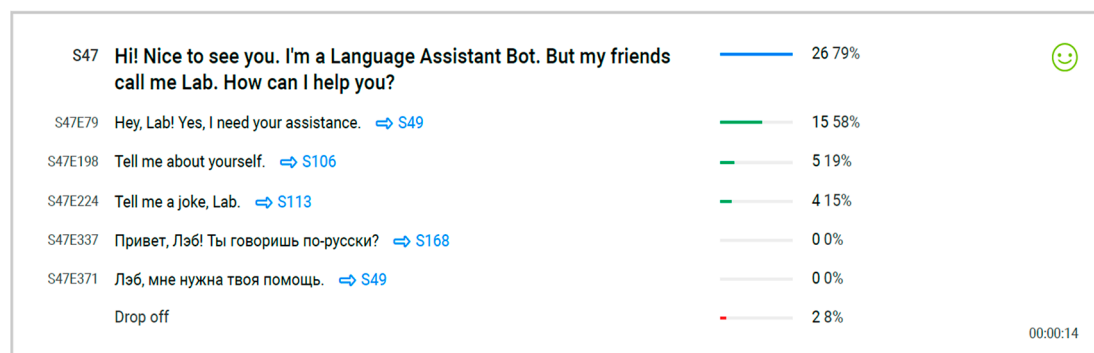 S47 Hi! Nice to see you. I'm a Language Assistant Bot. But my friends 26 79%
call me Lab. How can I help you?
S47E79 Hey, Lab! Yes, I need your assistance. ⇨ S49 15 58%
S47E198 Tell me about yourself. ⇨ S106 5 19%
S47E224 Tell me a joke, Lab. ⇨ S113 4 15%
S47E337 Привет, Лэб! Ты говоришь по-русски? ⇨ S168 0 0%
S47E371 Лэб, мне нужна твоя помощь. ⇨ S49 0 0%
Drop off 2 8%
00:00:14